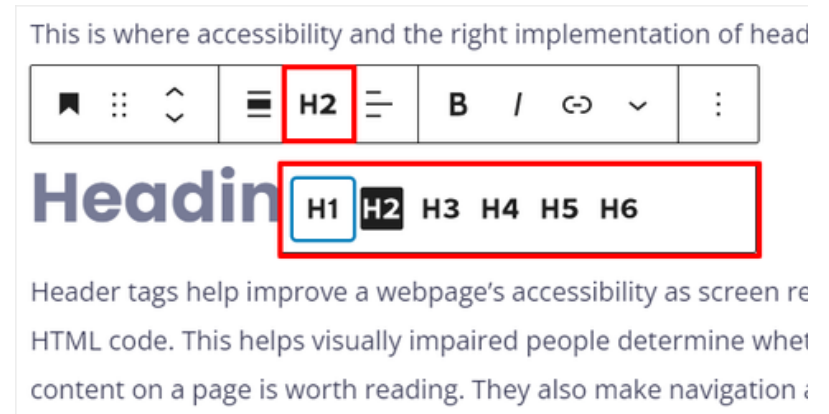 This is where accessibility and the right implementation of head
H2 B I
Headin
H1 H2 H3 H4 H5 H6
Header tags help improve a webpage’s accessibility as screen re
HTML code. This helps visually impaired people determine whet
content on a page is worth reading. They also make navigation